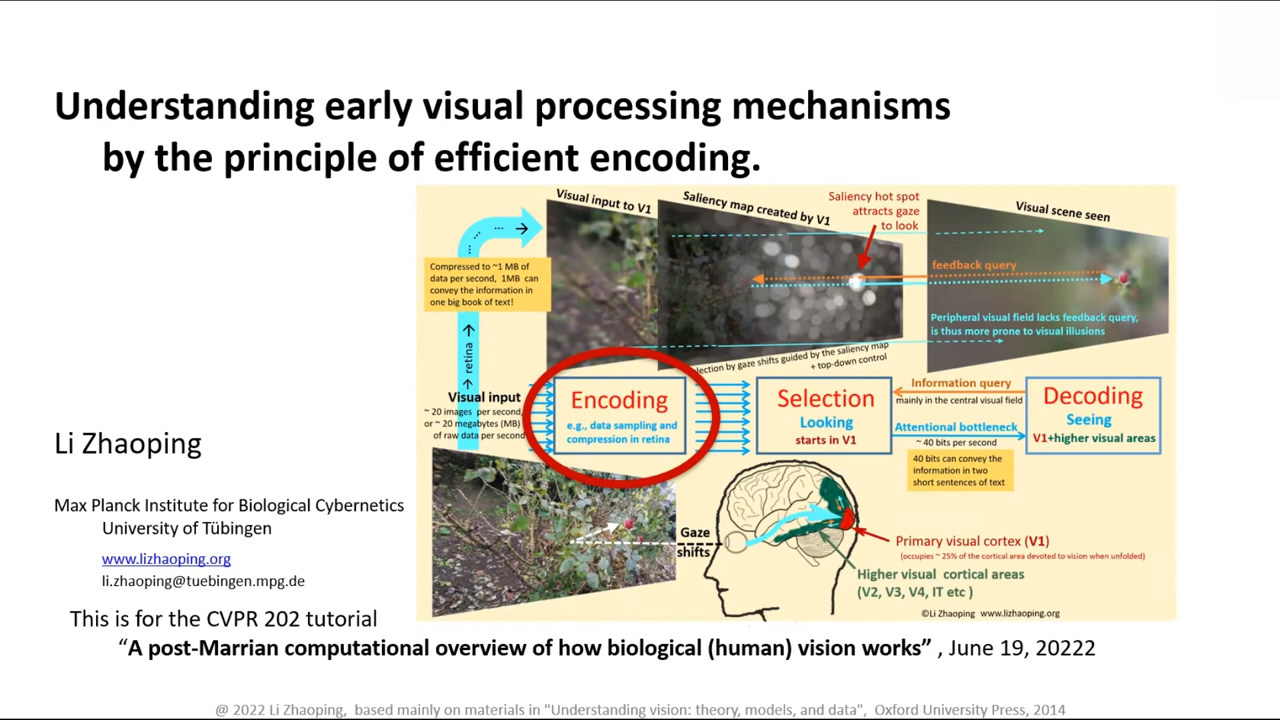 Understanding early visual processing mechanisms
by the principle of efficient encoding.
Visual input to V1
Saliency map created by V1
Saliency hot spot
attracts gaze
to look
Visual scene seen
Compressed to ~1 MB of
data per second, 1MB can
convey the information in
one big book of text!
feedback query
Peripheral visual field lacks feedback query,
is thus more prone to visual illusions
retina
lection by gaze shifts guided by the saliency map
+ top-down control
Visual input
~ 20 images per second,
or ~ 20 megabytes (MB)
of raw data per second
Encoding
e.g., data sampling and
compression in retina
Selection
Looking
starts in V1
Information query
mainly in the central visual field
Attentional bottleneck
~ 40 bits per second
40 bits can convey the
information in two
short sentences of text
Decoding
Seeing
V1+higher visual areas
Gaze
shifts
Primary visual cortex (V1)
(occupies ~ 25% of the cortical area devoted to vision when unfolded)
Higher visual cortical areas
(V2, V3, V4, IT etc )
©Li Zhaoping www.lizhaoping.org
Li Zhaoping
Max Planck Institute for Biological Cybernetics
University of Tübingen
www.lizhaoping.org
li.zhaoping@tuebingen.mpg.de
This is for the CVPR 202 tutorial
“A post-Marrian computational overview of how biological (human) vision works” , June 19, 20222
@ 2022 Li Zhaoping, based mainly on materials in "Understanding vision: theory, models, and data", Oxford University Press, 2014